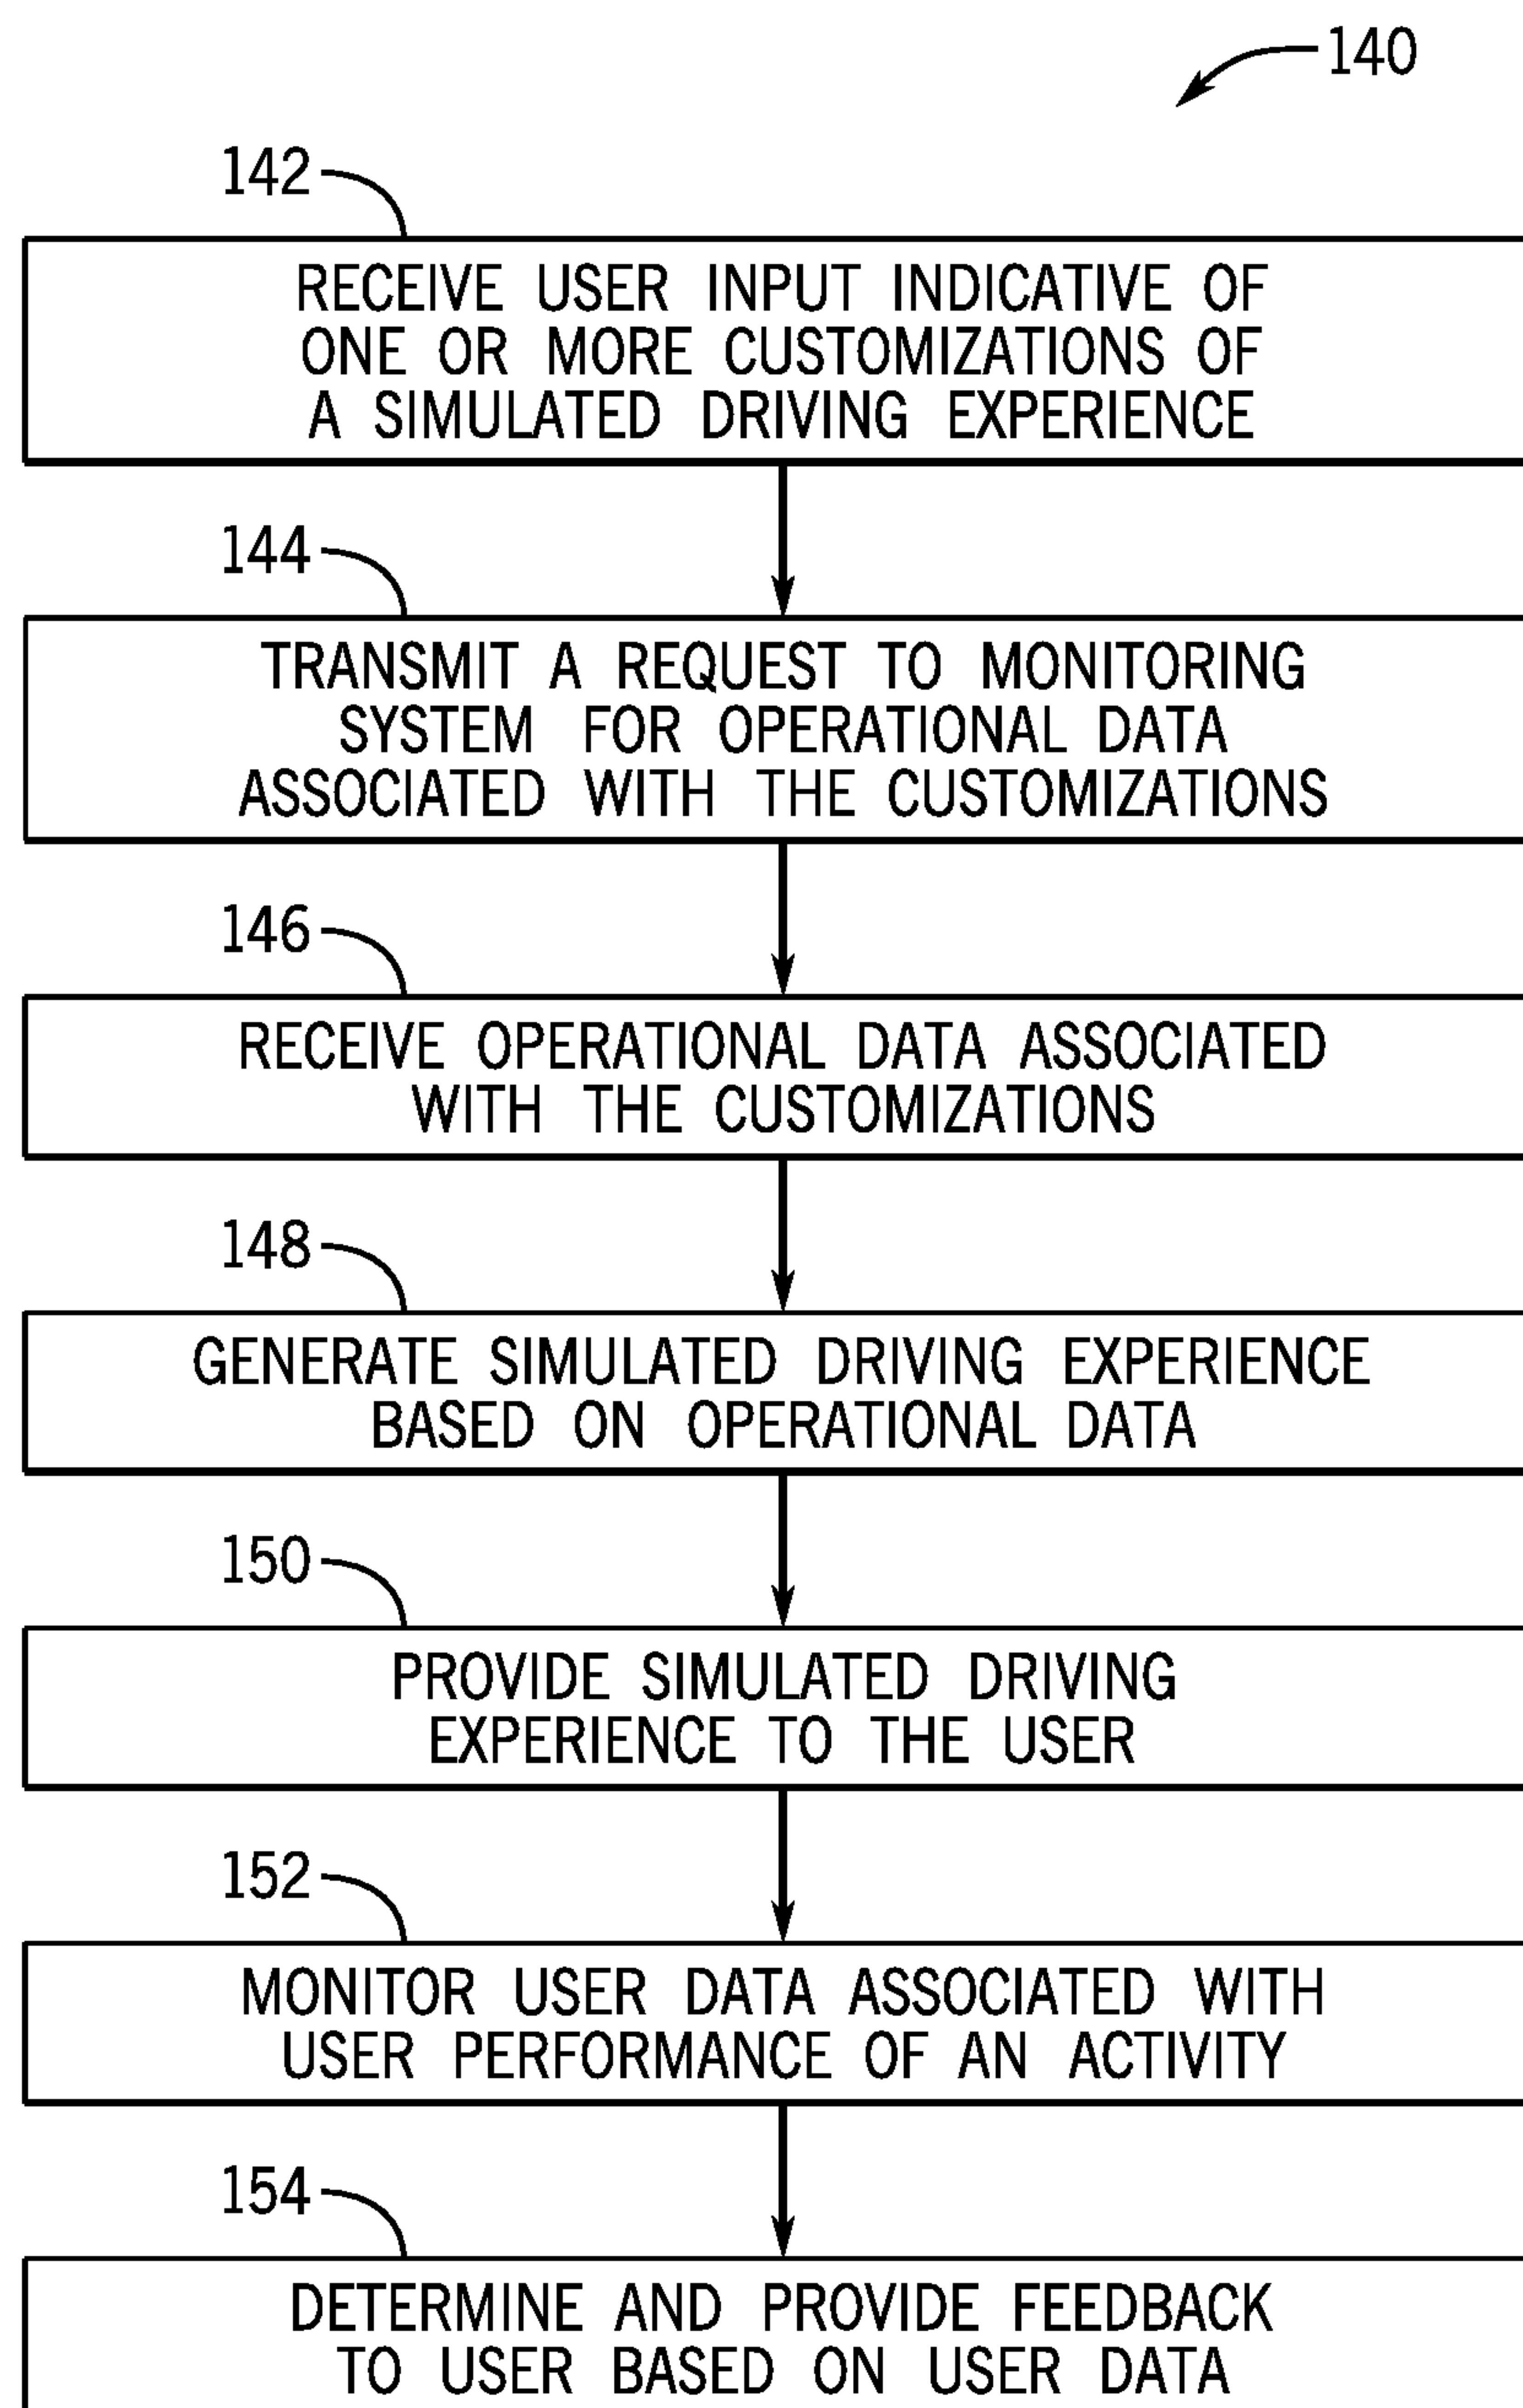 140
142
RECEIVE USER INPUT INDICATIVE OF
ONE OR MORE CUSTOMIZATIONS OF
A SIMULATED DRIVING EXPERIENCE
144
TRANSMIT A REQUEST TO MONITORING
SYSTEM FOR OPERATIONAL DATA
ASSOCIATED WITH THE CUSTOMIZATIONS
146
RECEIVE OPERATIONAL DATA ASSOCIATED
WITH THE CUSTOMIZATIONS
148
GENERATE SIMULATED DRIVING EXPERIENCE
BASED ON OPERATIONAL DATA
150
PROVIDE SIMULATED DRIVING
EXPERIENCE TO THE USER
152
MONITOR USER DATA ASSOCIATED WITH
USER PERFORMANCE OF AN ACTIVITY
154
DETERMINE AND PROVIDE FEEDBACK
TO USER BASED ON USER DATA